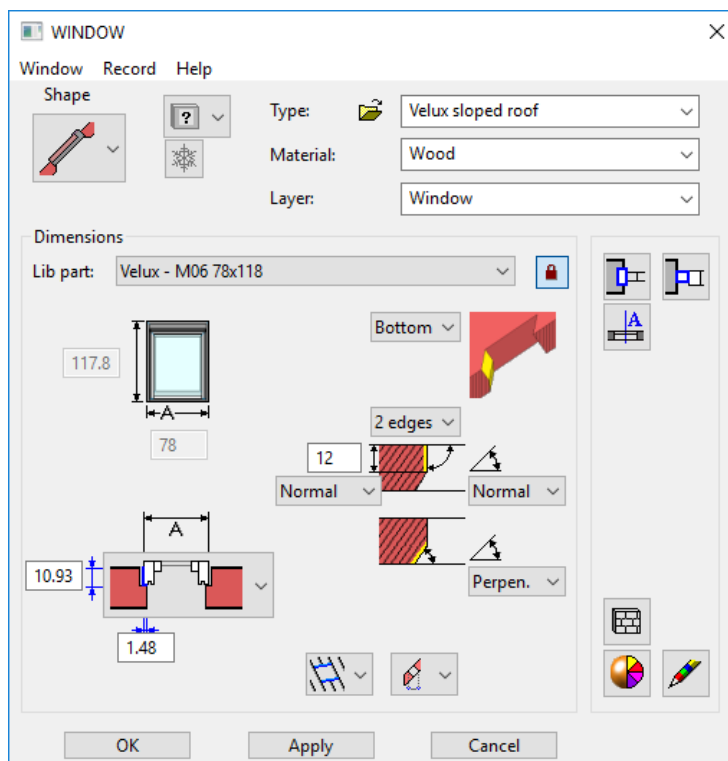 WINDOW
Window Record Help
Shape
?
Type: Velux sloped roof
Material: Wood
Layer: Window
Dimensions
Lib part: Velux - M06 78x118
A
Bottom
117.8
A
78
2 edges
12
Normal Normal
A
10.93
Perpen.
1.48
OK Apply Cancel